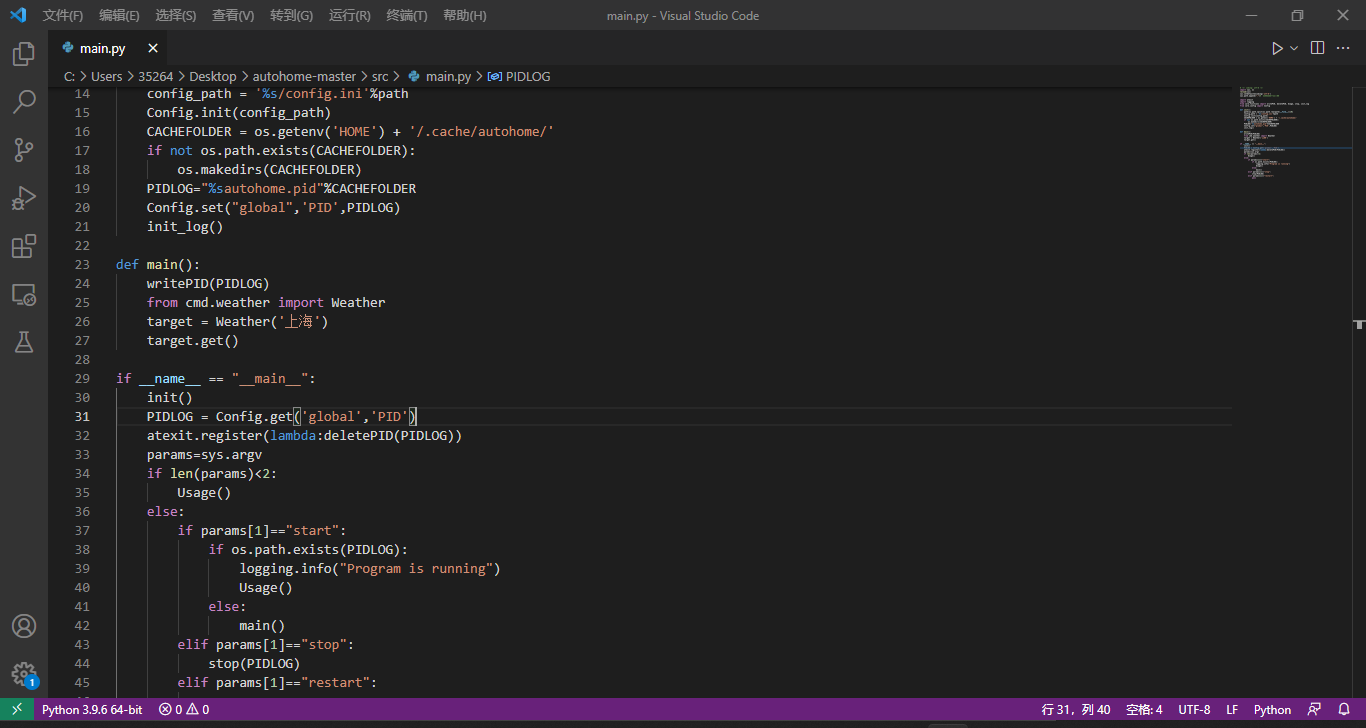 文件(F) 编辑(E) 选择(S) 查看(V) 转到(G) 运行(R) 终端(T) 帮助(H) main.py - Visual Studio Code
main.py
C: > Users > 35264 > Desktop > autohome-master > src > main.py > PIDLOG
14 config_path = '%s/config.ini'%path
15 Config.init(config_path)
16 CACHEFOLDER = os.getenv('HOME') + '/.cache/autohome/'
17 if not os.path.exists(CACHEFOLDER):
18 os.makedirs(CACHEFOLDER)
19 PIDLOG="%sautohome.pid"%CACHEFOLDER
20 Config.set("global",'PID',PIDLOG)
21 init_log()
22
23 def main():
24 writePID(PIDLOG)
25 from cmd.weather import Weather
26 target = Weather('上海')
27 target.get()
28
29 if __name__ == "__main__":
30 init()
31 PIDLOG = Config.get('global','PID')
32 atexit.register(lambda:deletePID(PIDLOG))
33 params=sys.argv
34 if len(params)<2:
35 Usage()
36 else:
37 if params[1]=="start":
38 if os.path.exists(PIDLOG):
39 logging.info("Program is running")
40 Usage()
41 else:
42 main()
43 elif params[1]=="stop":
44 stop(PIDLOG)
45 elif params[1]=="restart":
1
Python 3.9.6 64-bit 0 0 行 31，列 40 空格: 4 UTF-8 LF Python